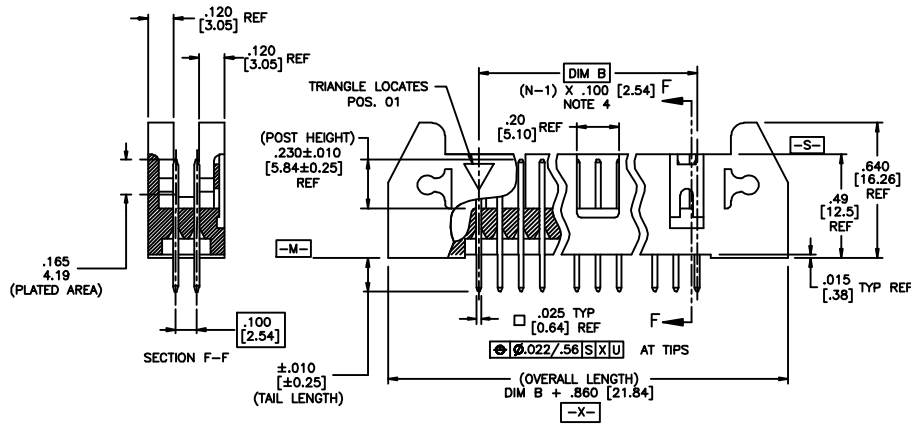 .120 REF
[3.05]
.120 REF
[3.05]
TRIANGLE LOCATES
POS. 01
DIM B
(N-1) X .100 [2.54]
NOTE 4
F
.20 REF
[5.10]
(POST HEIGHT)
.230±.010
[5.84±0.25]
REF
-S-
.640
[16.26]
REF
.49
[12.5]
REF
-M-
.165
4.19
(PLATED AREA)
.015 TYP REF
[.38]
.100
[2.54]
□ .025 TYP
[0.64] REF
F
SECTION F-F
⌖ Ø.022/.56 S X U AT TIPS
±.010
[±0.25]
(TAIL LENGTH)
(OVERALL LENGTH)
DIM B + .860 [21.84]
-X-